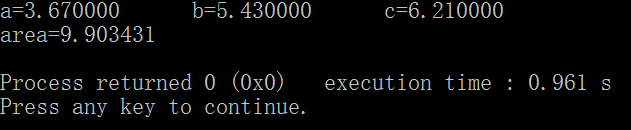 a=3.670000      b=5.430000      c=6.210000
area=9.903431
Process returned 0 (0x0)   execution time : 0.961 s
Press any key to continue.